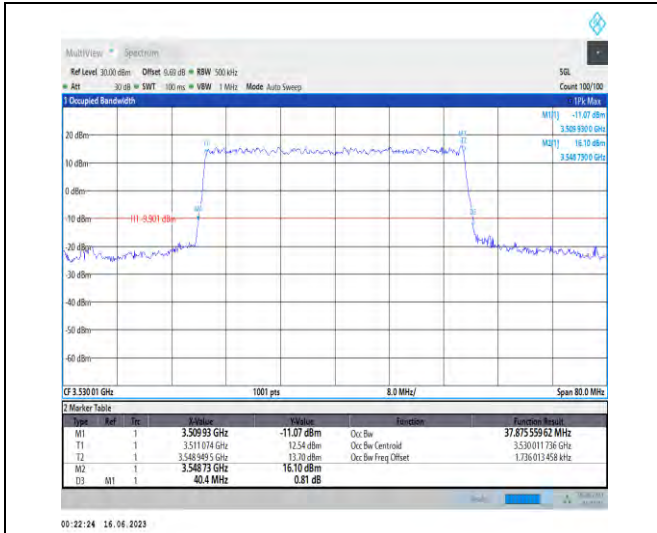 MultiView Spectrum
Ref Level 30.00 dBm Offset 0.60 dB RBW 500 kHz SGL
Att 30 dB SWT 100 ms VBW 1 MHz Mode Auto Sweep Count 100/100
1 Occupied Bandwidth 1Pk Max
M1[1] -11.07 dBm
3.509 930 0 GHz
M2[1] 16.10 dBm
3.548 730 0 GHz
20 dBm
10 dBm
0 dBm
-10 dBm
H1 -9.901 dBm
-20 dBm
-30 dBm
-40 dBm
-50 dBm
-60 dBm
CF 3.530 01 GHz 1001 pts 8.0 MHz/ Span 80.0 MHz
2 Marker Table
Type Ref Trc X-Value Y-Value Function Function Result
M1 1 3.509 93 GHz -11.07 dBm Occ Bw 37.875 559 62 MHz
T1 1 3.511 074 GHz 12.54 dBm Occ Bw Centroid 3.530 011 736 GHz
T2 1 3.548 949 5 GHz 13.70 dBm Occ Bw Freq Offset 1.736 013 458 kHz
M2 1 3.548 73 GHz 16.10 dBm
D3 M1 1 40.4 MHz 0.81 dB
00:22:24 16.06.2023